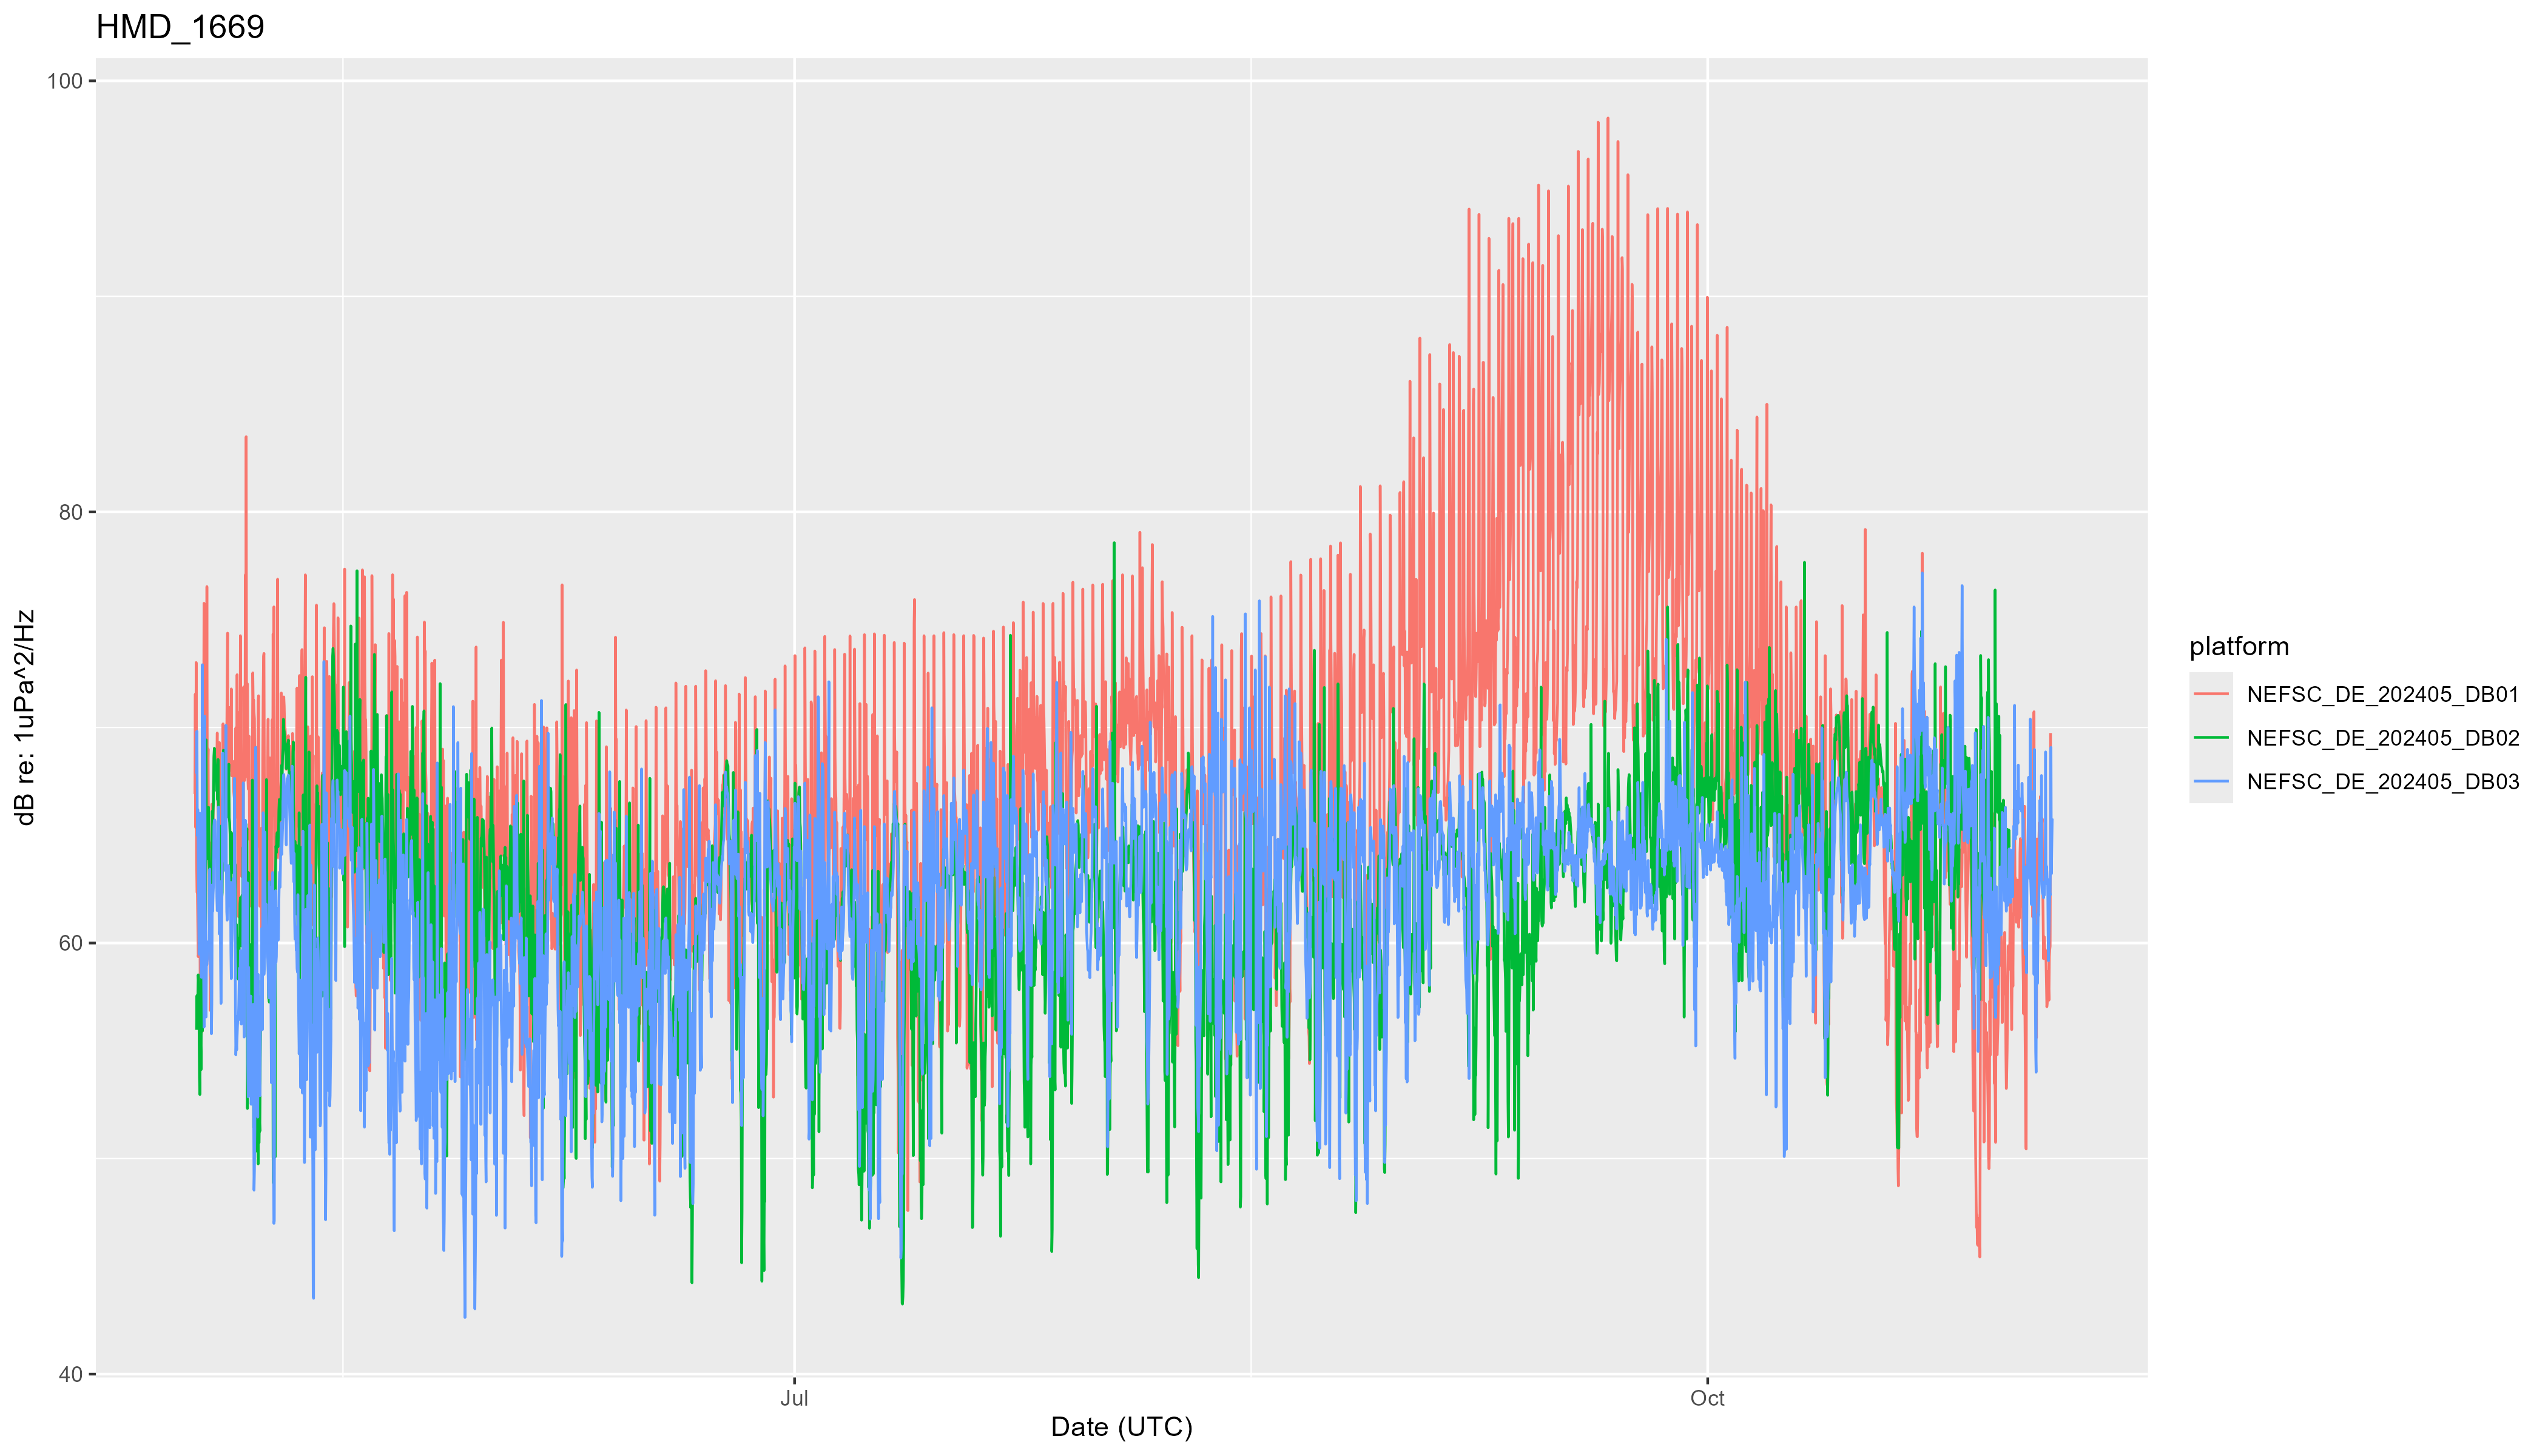 HMD_1669
100
80
60
40
dB re: 1uPa^2/Hz
Jul
Oct
Date (UTC)
platform
NEFSC_DE_202405_DB01
NEFSC_DE_202405_DB02
NEFSC_DE_202405_DB03